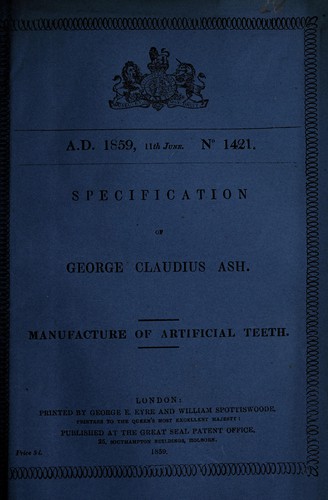 A.D. 1859, 11th June. No 1421.
SPECIFICATION
OF
GEORGE CLAUDIUS ASH.
MANUFACTURE OF ARTIFICIAL TEETH.
LONDON:
PRINTED BY GEORGE E. EYRE AND WILLIAM SPOTTISWOODE,
PRINTERS TO THE QUEEN'S MOST EXCELLENT MAJESTY:
PUBLISHED AT THE GREAT SEAL PATENT OFFICE,
25, SOUTHAMPTON BUILDINGS, HOLBORN.
Price
1859.